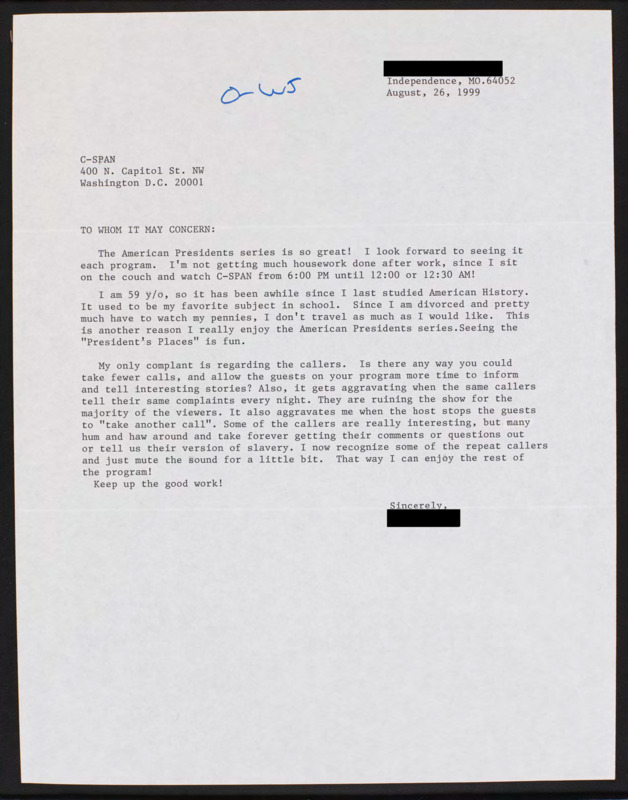 Independence, MO.64052
August, 26, 1999
C-SPAN
400 N. Capitol St. NW
Washington D.C. 20001
TO WHOM IT MAY CONCERN:
The American Presidents series is so great!  I look forward to seeing it
each program.  I'm not getting much housework done after work, since I sit
on the couch and watch C-SPAN from 6:00 PM until 12:00 or 12:30 AM!
I am 59 y/o, so it has been awhile since I last studied American History.
It used to be my favorite subject in school.  Since I am divorced and pretty
much have to watch my pennies, I don't travel as much as I would like.  This
is another reason I really enjoy the American Presidents series.Seeing the
"President's Places" is fun.
My only complant is regarding the callers.  Is there any way you could
take fewer calls, and allow the guests on your program more time to inform
and tell interesting stories? Also, it gets aggravating when the same callers
tell their same complaints every night. They are ruining the show for the
majority of the viewers. It also aggravates me when the host stops the guests
to "take another call". Some of the callers are really interesting, but many
hum and haw around and take forever getting their comments or questions out
or tell us their version of slavery. I now recognize some of the repeat callers
and just mute the sound for a little bit.  That way I can enjoy the rest of
the program!
Keep up the good work!
Sincerely,